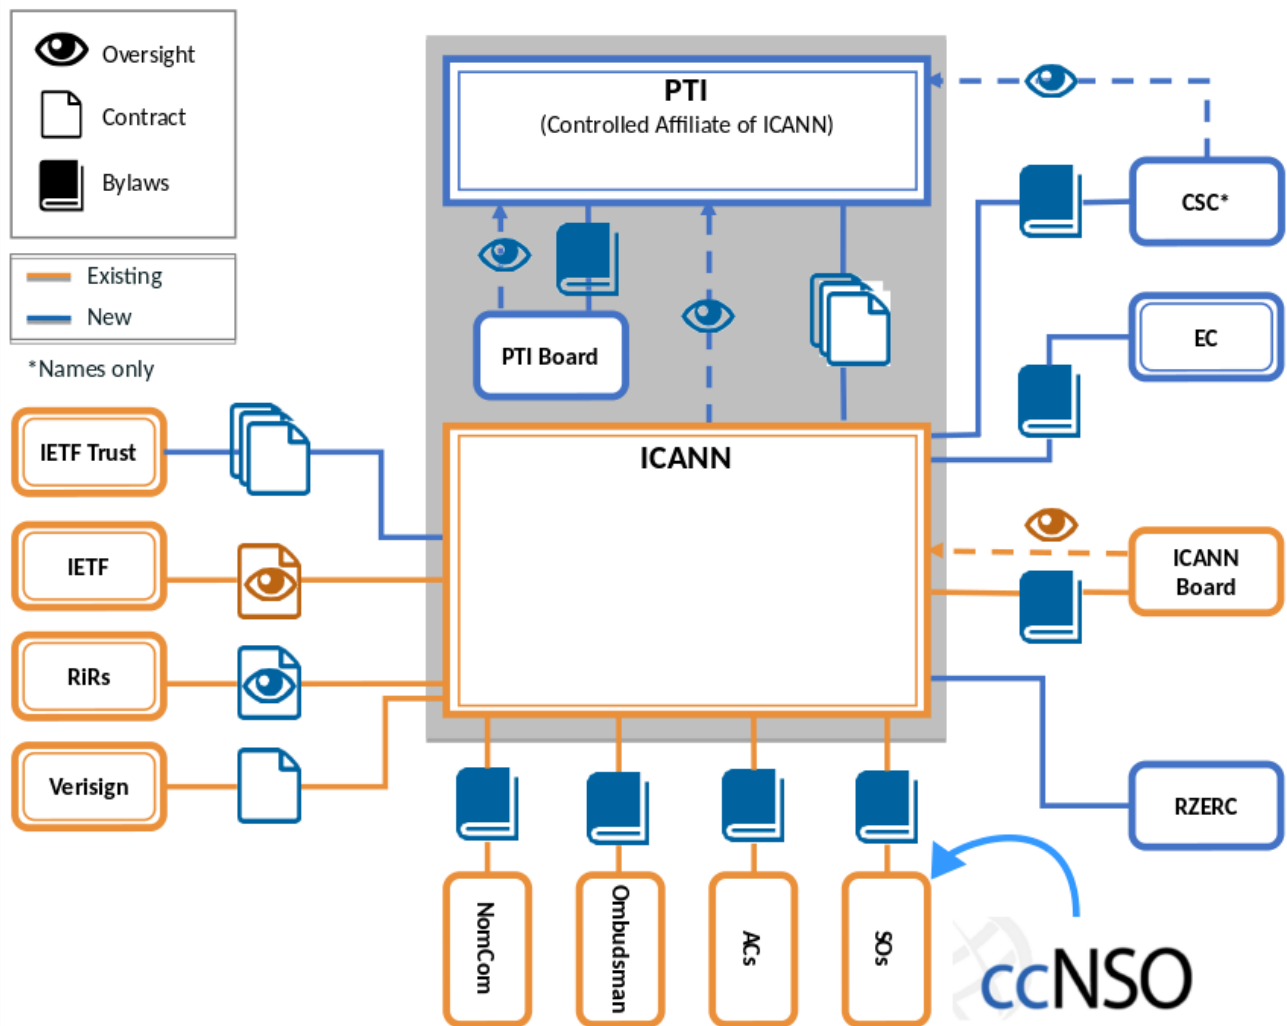 Oversight
Contract
Bylaws
Existing
New
*Names only
PTI
(Controlled Affiliate of ICANN)
CSC*
PTI Board
EC
IETF Trust
ICANN
IETF
ICANN
Board
RiRs
Verisign
RZERC
NomCom
Ombudsman
ACs
SOs
ccNSO